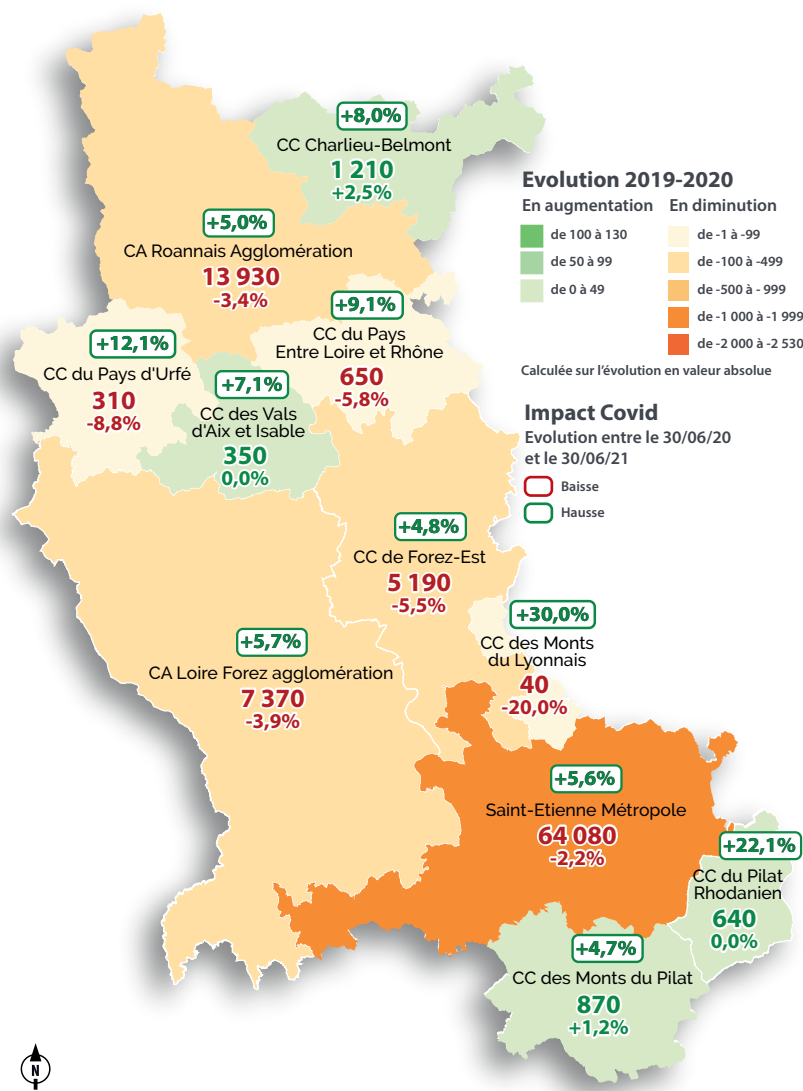 +8,0%
CC Charlieu-Belmont
1 210
+2,5%
Evolution 2019-2020
En augmentation
de 100 à 130
de 50 à 99
de 0 à 49
En diminution
de -1 à -99
de -100 à -499
de -500 à - 999
de -1 000 à -1 999
de -2 000 à -2 530
Calculée sur l'évolution en valeur absolue
Impact Covid
Evolution entre le 30/06/20
et le 30/06/21
Baisse
Hausse
+5,0%
CA Roannais Agglomération
13 930
-3,4%
+9,1%
CC du Pays
Entre Loire et Rhône
650
-5,8%
+12,1%
CC du Pays d'Urfé
310
-8,8%
+7,1%
CC des Vals
d'Aix et Isable
350
0,0%
+4,8%
CC de Forez-Est
5 190
-5,5%
+30,0%
CC des Monts
du Lyonnais
40
-20,0%
+5,7%
CA Loire Forez agglomération
7 370
-3,9%
+5,6%
Saint-Etienne Métropole
64 080
-2,2%
+22,1%
CC du Pilat
Rhodanien
640
0,0%
+4,7%
CC des Monts du Pilat
870
+1,2%
N